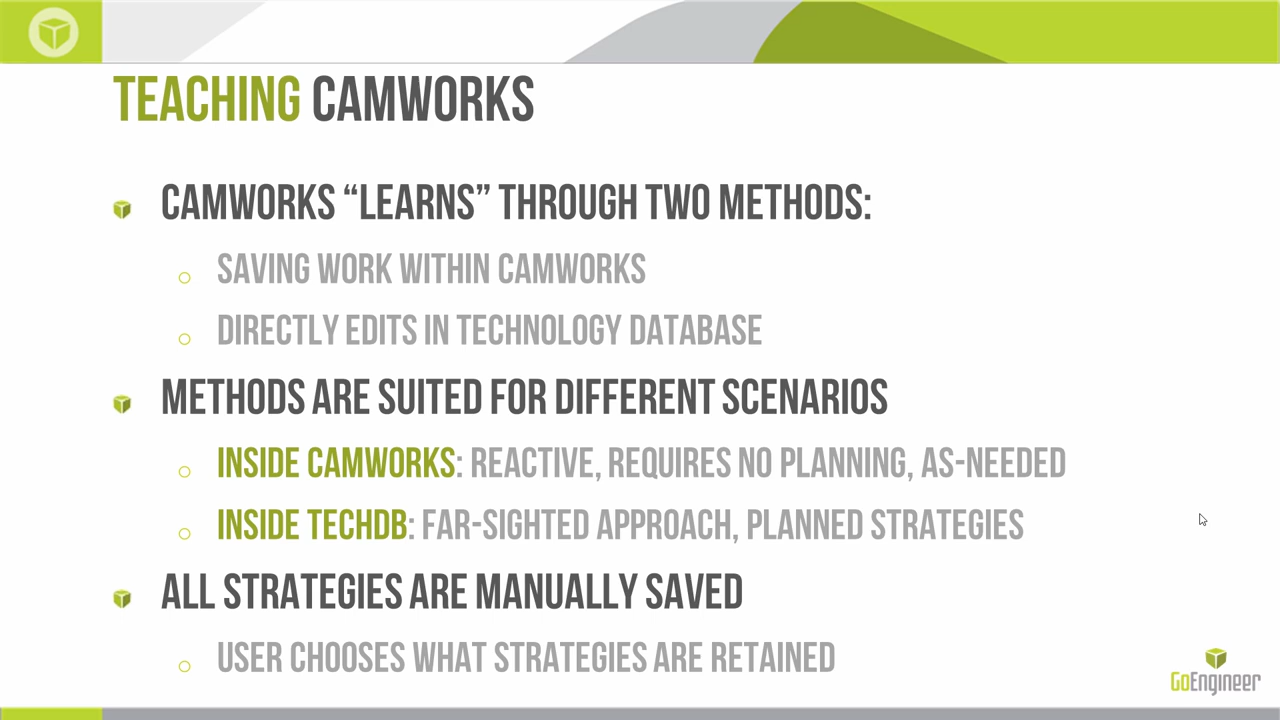 TEACHING CAMWORKS
CAMWORKS “LEARNS” THROUGH TWO METHODS:
SAVING WORK WITHIN CAMWORKS
DIRECTLY EDITS IN TECHNOLOGY DATABASE
METHODS ARE SUITED FOR DIFFERENT SCENARIOS
INSIDE CAMWORKS: REACTIVE, REQUIRES NO PLANNING, AS-NEEDED
INSIDE TECHDB: FAR-SIGHTED APPROACH, PLANNED STRATEGIES
ALL STRATEGIES ARE MANUALLY SAVED
USER CHOOSES WHAT STRATEGIES ARE RETAINED
GoEngineer